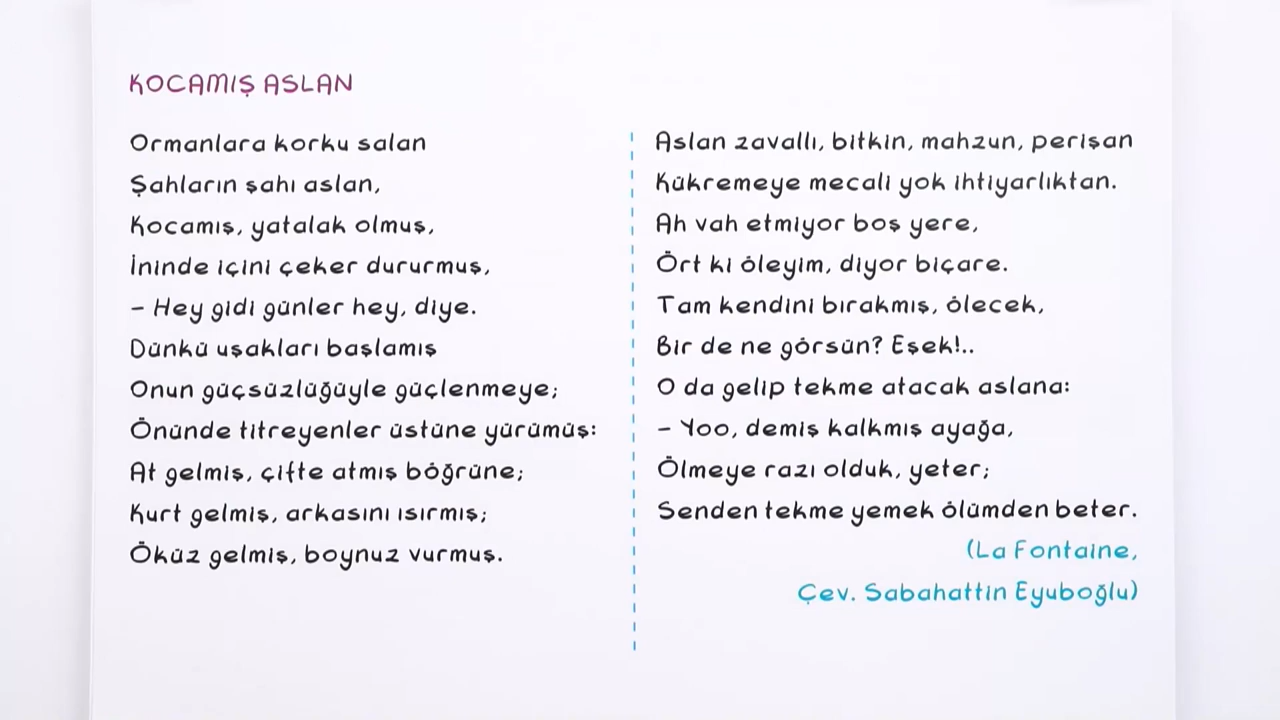 KOCAMIŞ ASLAN
Ormanlara korku salan
Şahların şahı aslan,
Kocamış, yatalak olmuş,
İninde içini çeker dururmuş,
– Hey gidi günler hey, diye.
Dünkü uşakları başlamış
Onun güçsüzlüğüyle güçlenmeye;
Önünde titreyenler üstüne yürümüş:
At gelmiş, çifte atmış böğrüne;
Kurt gelmiş, arkasını ısırmış;
Öküz gelmiş, boynuz vurmuş.
Aslan zavallı, bitkin, mahzun, perişan
Kükremeye mecali yok ihtiyarlıktan.
Ah vah etmiyor boş yere,
Ört ki öleyim, diyor biçare.
Tam kendini bırakmış, ölecek,
Bir de ne görsün? Eşek!..
O da gelip tekme atacak aslana:
– Yoo, demiş kalkmış ayağa,
Ölmeye razı olduk, yeter;
Senden tekme yemek ölümden beter.
(La Fontaine,
Çev. Sabahattin Eyuboğlu)